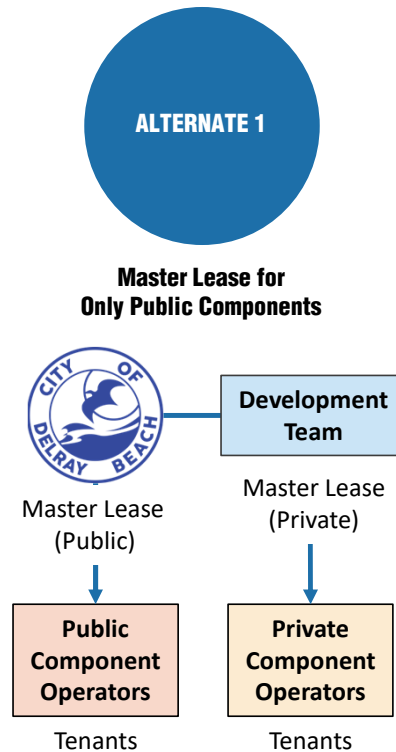 ALTERNATE 1
Master Lease for
Only Public Components
CITY OF
DELRAY BEACH
Development
Team
Master Lease
(Public)
Master Lease
(Private)
Public
Component
Operators
Private
Component
Operators
Tenants
Tenants